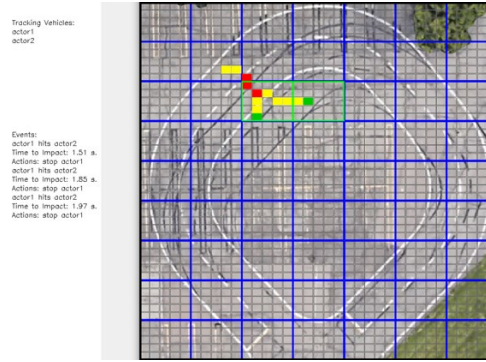 Tracking Vehicles:
actor1
actor2
Events:
actor1 hits actor2
Time to Impact: 1.51 s.
Actions: stop actor1
actor1 hits actor2
Time to Impact: 1.85 s.
Actions: stop actor1
actor1 hits actor2
Time to Impact: 1.97 s.
Actions: stop actor1